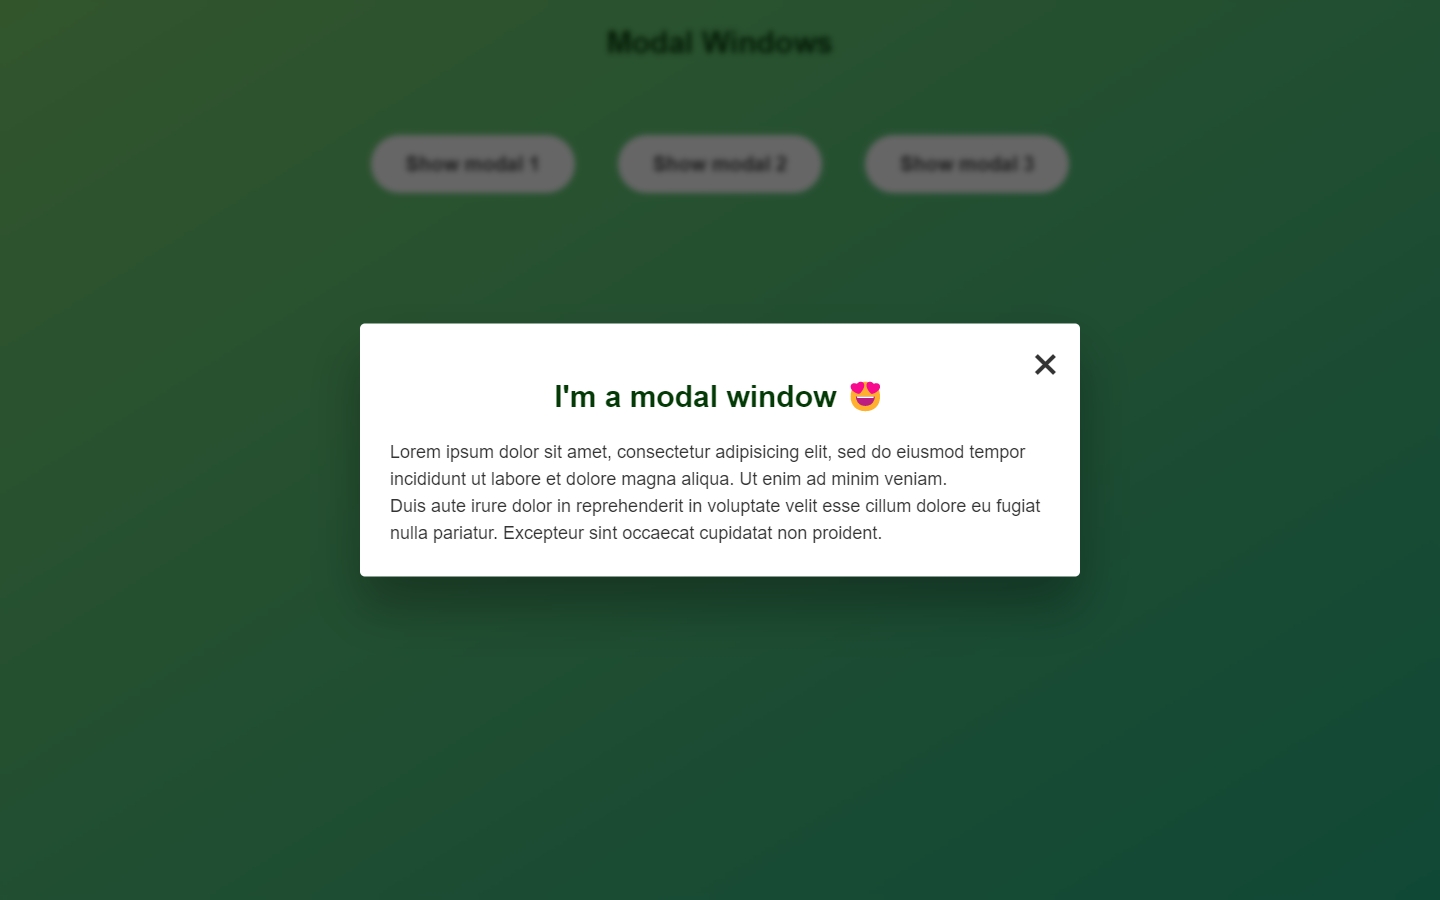 Modal Windows
Show modal 1
Show modal 2
Show modal 3
×
I'm a modal window 😍
Lorem ipsum dolor sit amet, consectetur adipisicing elit, sed do eiusmod tempor
incididunt ut labore et dolore magna aliqua. Ut enim ad minim veniam.
Duis aute irure dolor in reprehenderit in voluptate velit esse cillum dolore eu fugiat
nulla pariatur. Excepteur sint occaecat cupidatat non proident.